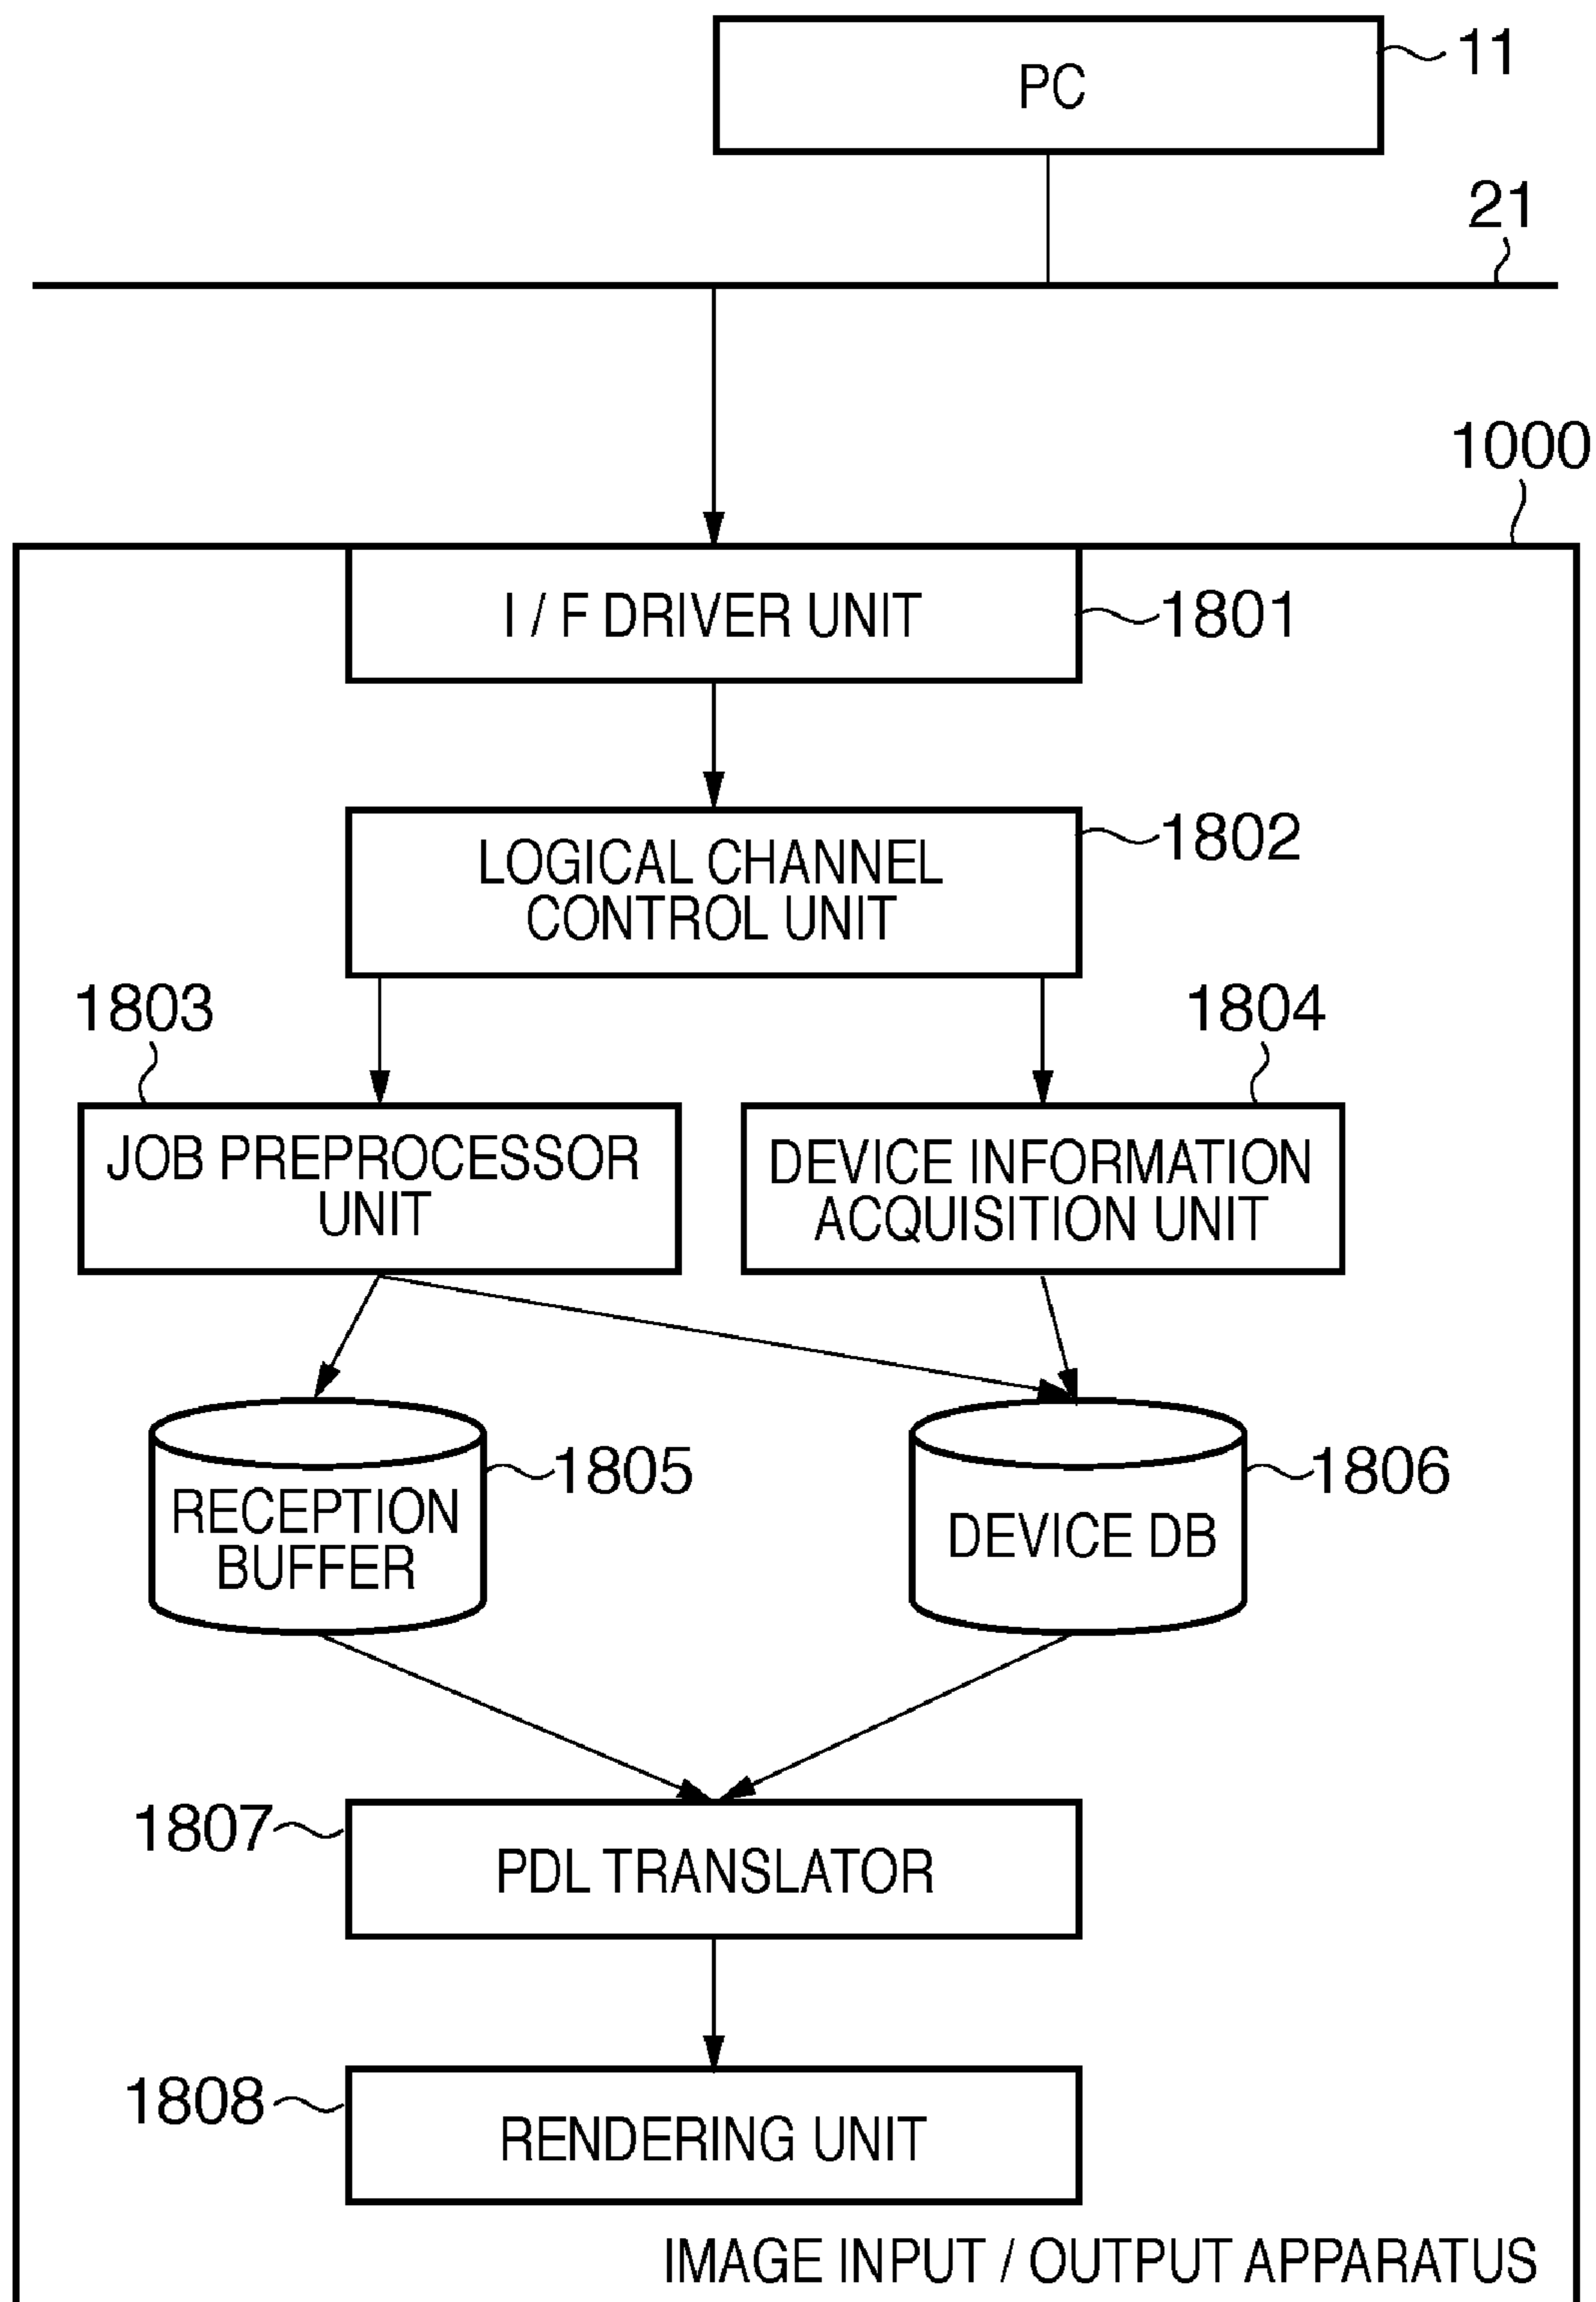 PC
11
21
1000
I / F DRIVER UNIT
1801
LOGICAL CHANNEL
CONTROL UNIT
1802
1803
1804
JOB PREPROCESSOR
UNIT
DEVICE INFORMATION
ACQUISITION UNIT
RECEPTION
BUFFER
1805
DEVICE DB
1806
1807
PDL TRANSLATOR
1808
RENDERING UNIT
IMAGE INPUT / OUTPUT APPARATUS